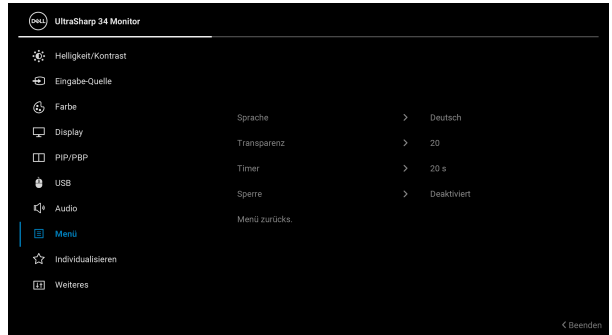 DELL UltraSharp 34 Monitor
Helligkeit/Kontrast
Eingabe-Quelle
Farbe
Display
PIP/PBP
USB
Audio
Menü
Individualisieren
Weiteres
Sprache > Deutsch
Transparenz > 20
Timer > 20 s
Sperre > Deaktiviert
Menü zurücks.
< Beenden